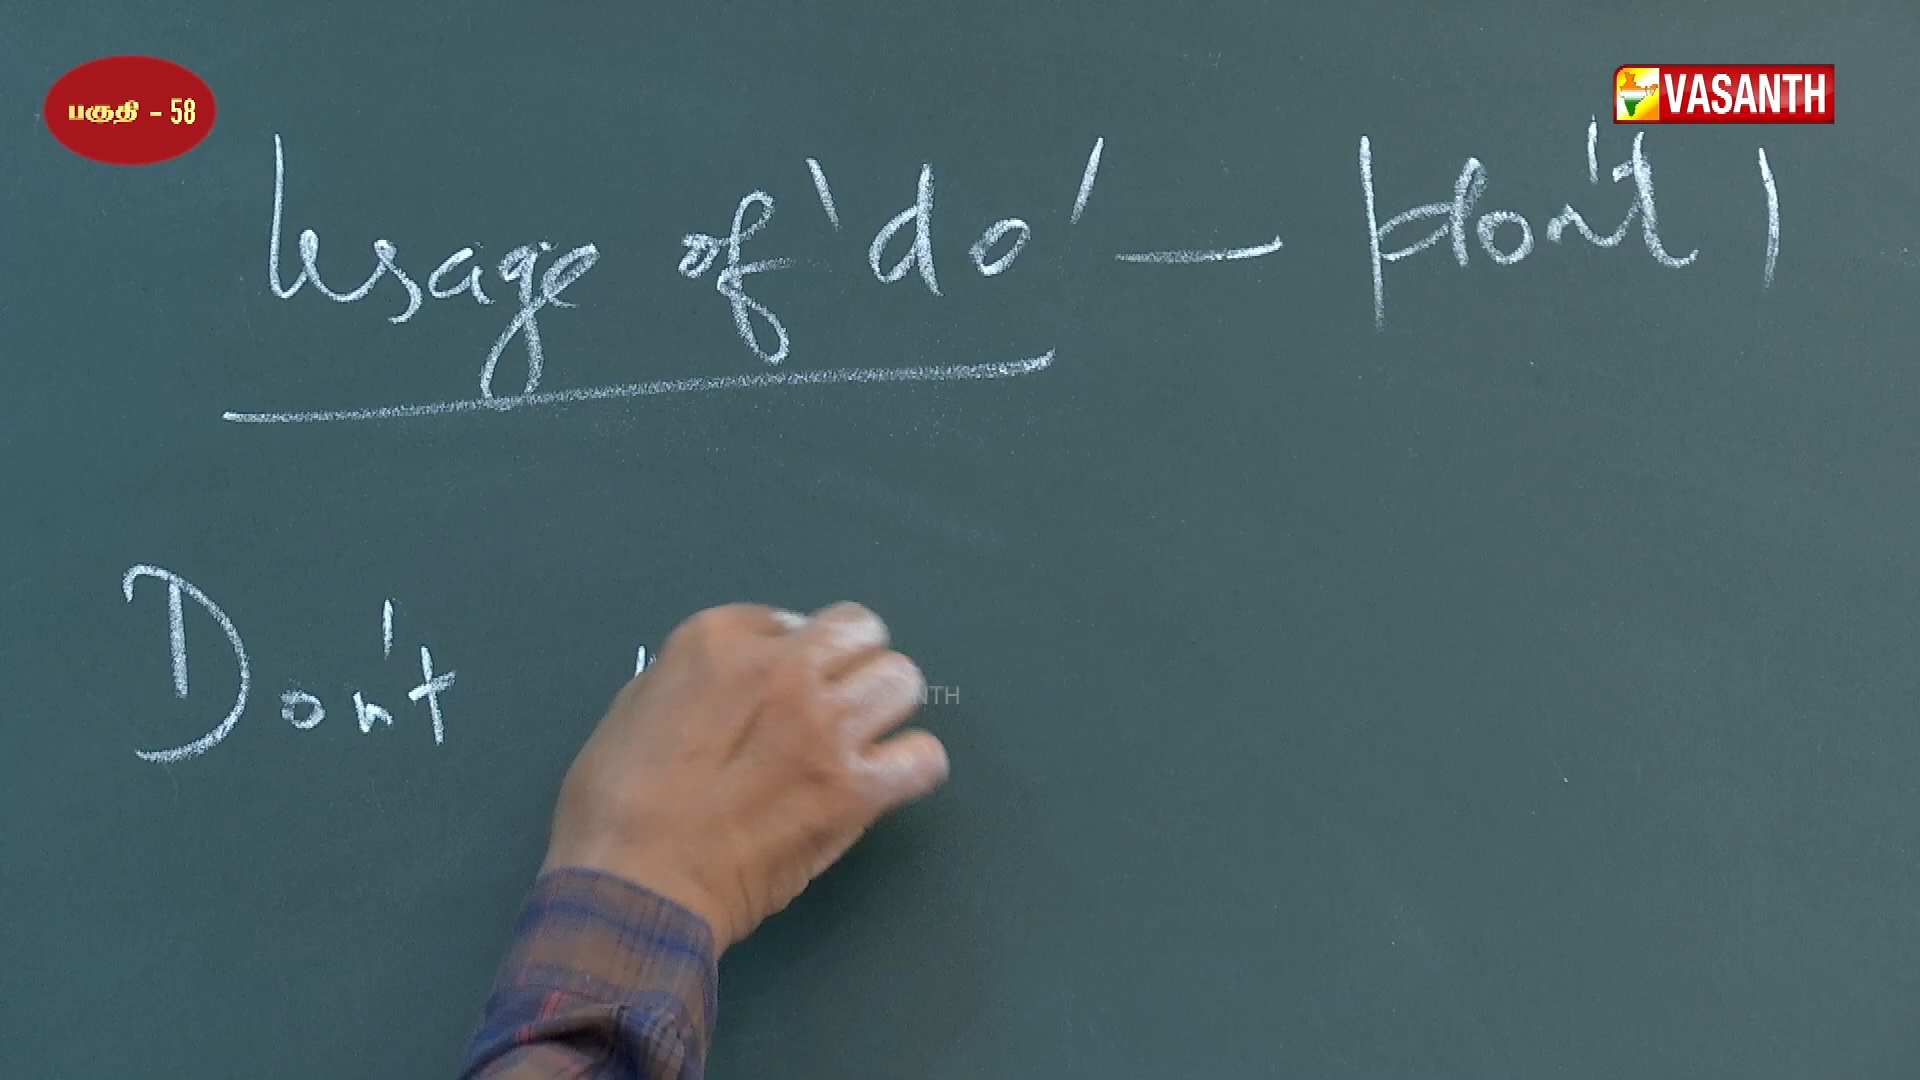 பகுதி - 58
VASANTH
Usage of 'do' — don't
Don't